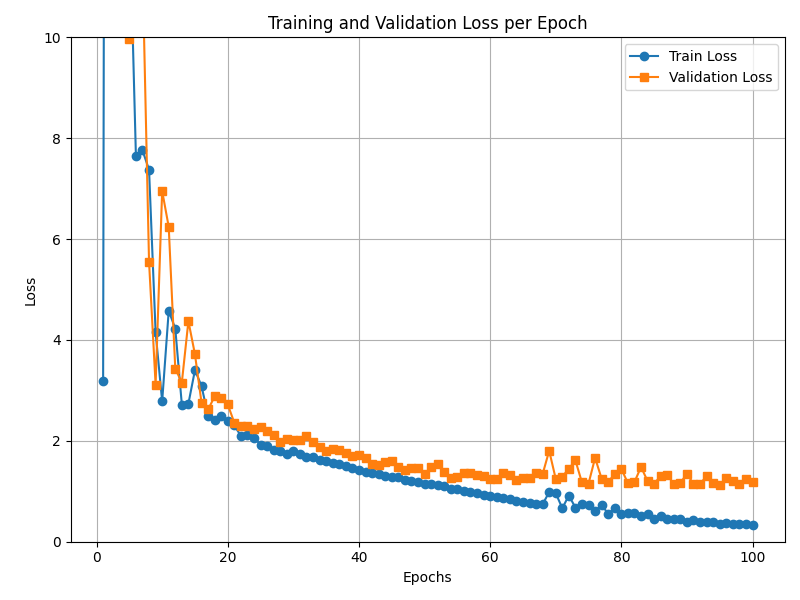 Training and Validation Loss per Epoch
Train Loss
Validation Loss
10
8
6
4
2
0
Loss
0 20 40 60 80 100
Epochs